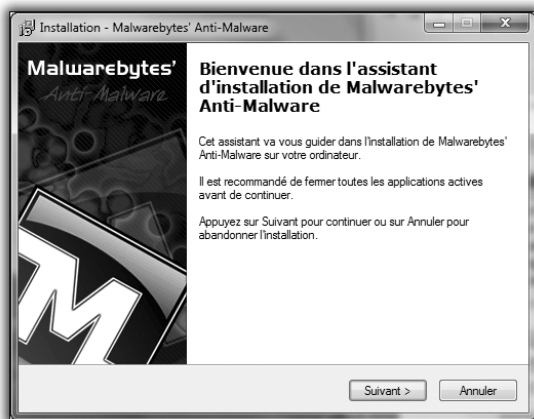 Installation - Malwarebytes' Anti-Malware
Malwarebytes'
Anti-Malware
Bienvenue dans l'assistant
d'installation de Malwarebytes'
Anti-Malware
Cet assistant va vous guider dans l'installation de Malwarebytes'
Anti-Malware sur votre ordinateur.
Il est recommandé de fermer toutes les applications actives
avant de continuer.
Appuyez sur Suivant pour continuer ou sur Annuler pour
abandonner l'installation.
Suivant >
Annuler